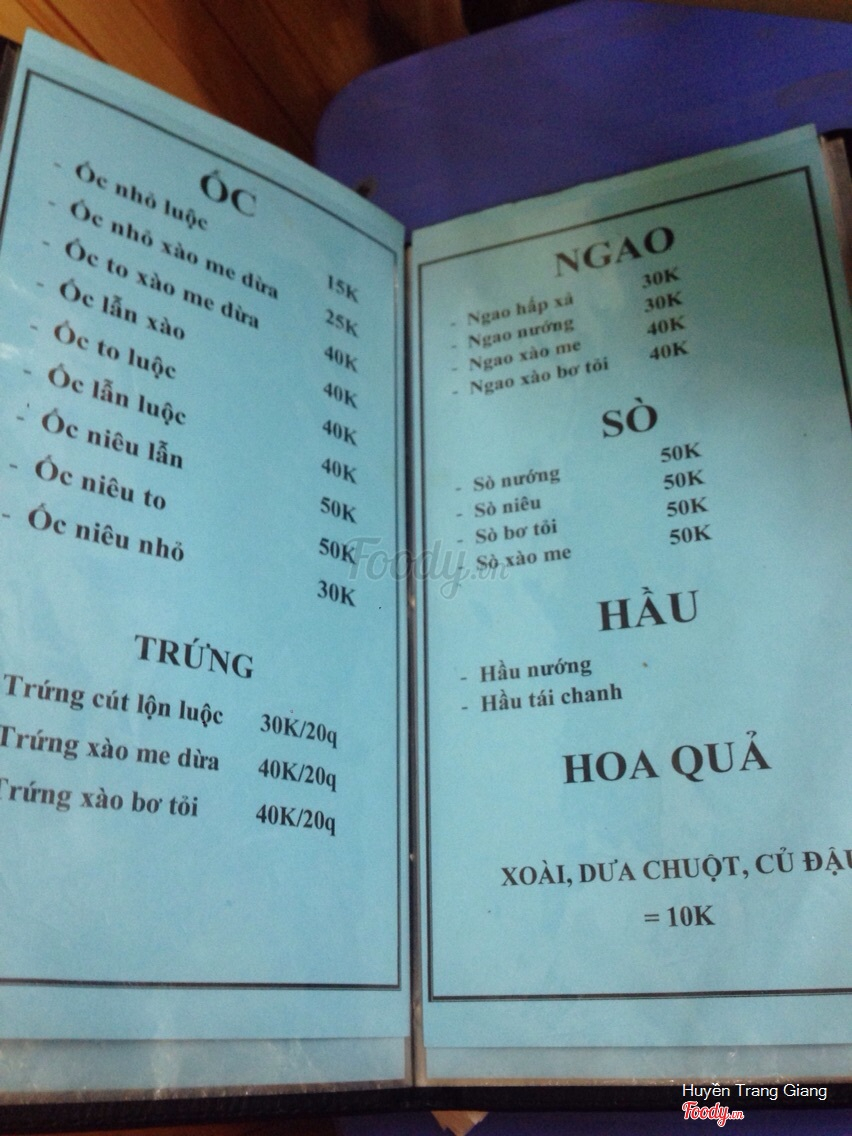 ỐC
- Ốc nhỏ luộc 15K
- Ốc nhỏ xào me dừa 25K
- Ốc to xào me dừa 40K
- Ốc lẫn xào 40K
- Ốc to luộc 40K
- Ốc lẫn luộc 40K
- Ốc niêu lẫn 50K
- Ốc niêu to 50K
- Ốc niêu nhỏ 30K
TRỨNG
Trứng cút lộn luộc 30K/20q
Trứng xào me dừa 40K/20q
Trứng xào bơ tỏi 40K/20q
NGAO
- Ngao hấp xả 30K
- Ngao nướng 30K
- Ngao xào me 40K
- Ngao xào bơ tỏi 40K
SÒ
- Sò nướng 50K
- Sò niêu 50K
- Sò bơ tỏi 50K
- Sò xào me 50K
HẦU
- Hầu nướng
- Hầu tái chanh
HOA QUẢ
XOÀI, DƯA CHUỘT, CỦ ĐẬU
= 10K
Foody.vn
Huyền Trang Giang
Foody.vn